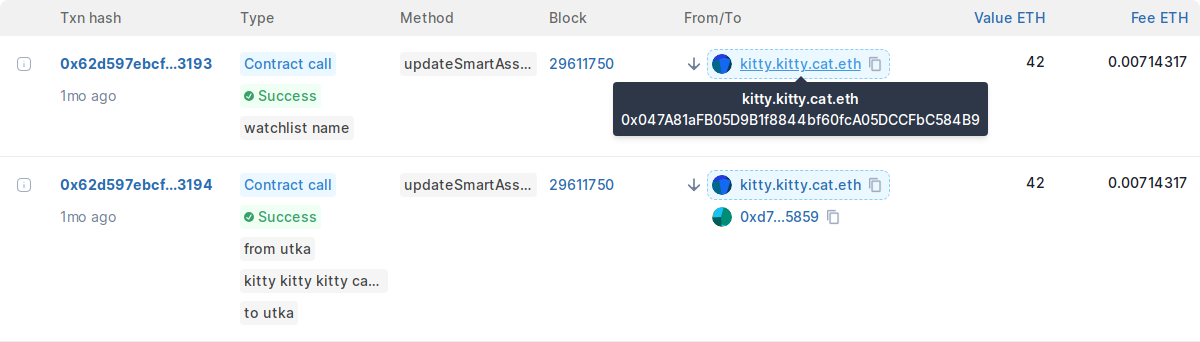 Txn hash Type Method Block From/To Value ETH Fee ETH
0x62d597ebcf...3193 Contract call updateSmartAss... 29611750 kitty.kitty.cat.eth 42 0.00714317
1mo ago Success
kitty.kitty.cat.eth
0x047A81aFB05D9B1f8844bf60fcA05DCCFbC584B9
watchlist name
0x62d597ebcf...3194 Contract call updateSmartAss... 29611750 kitty.kitty.cat.eth 42 0.00714317
1mo ago Success 0xd7...5859
from utka
kitty kitty kitty ca...
to utka